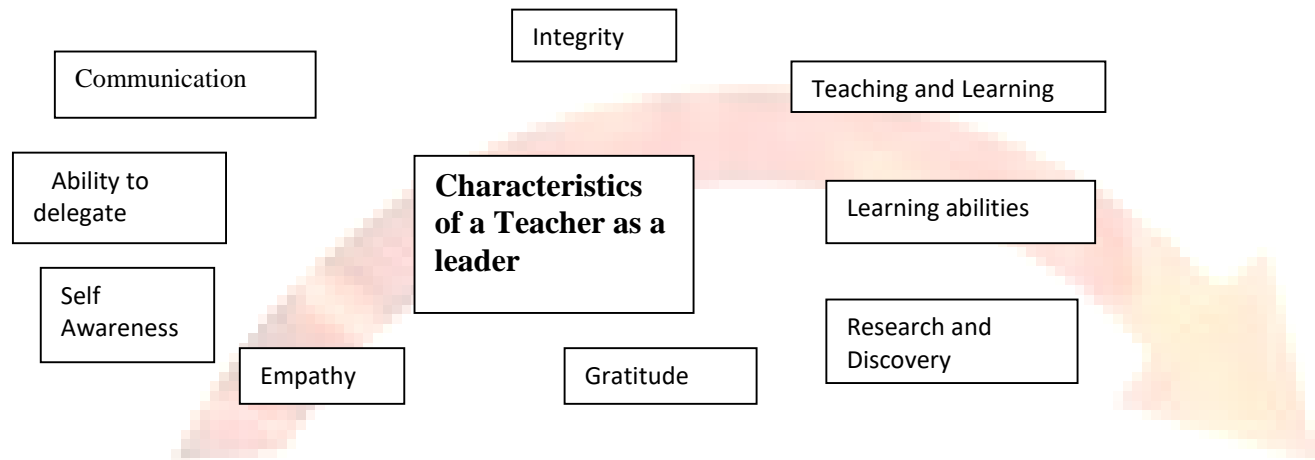 Integrity
Communication
Teaching and Learning
Ability to
delegate
Characteristics
of a Teacher as a
leader
Learning abilities
Self
Awareness
Research and
Discovery
Empathy
Gratitude